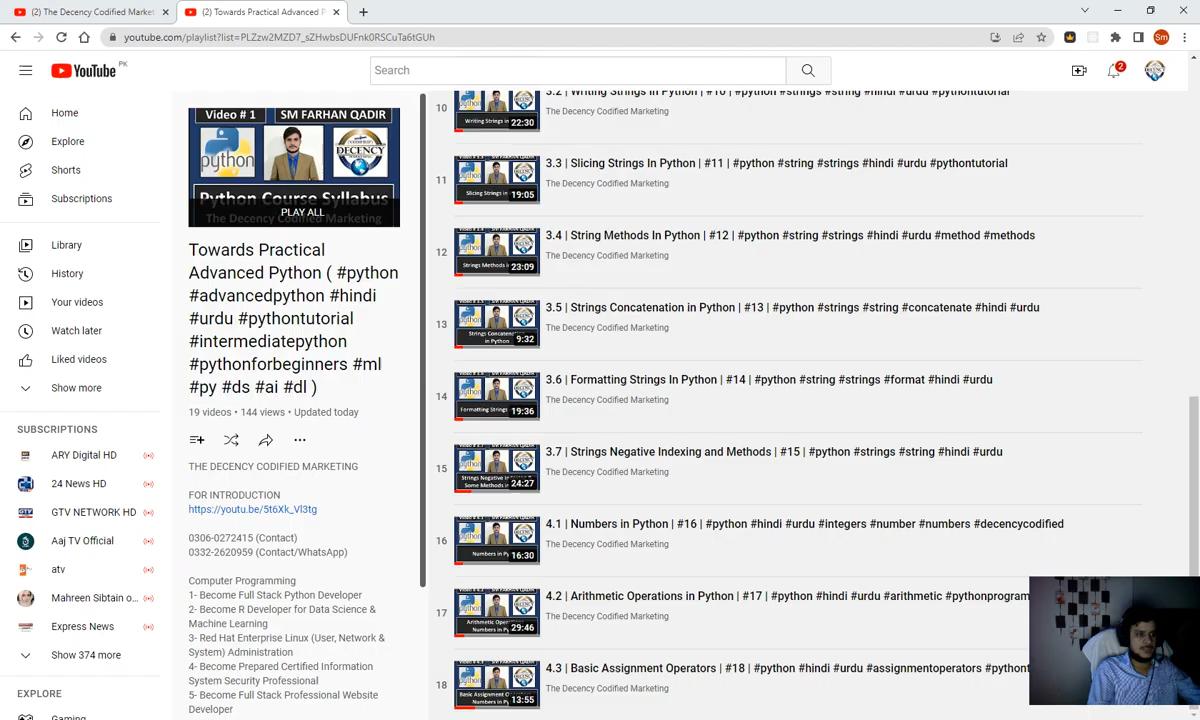 (2) The Decency Codified Market
(2) Towards Practical Advanced P
youtube.com/playlist?list=PLZzw2MZD7_sZHwbsDUFnk0RSCuTa6tGUh
Sm
YouTube PK
Search
2
Home
Explore
Shorts
Subscriptions
Library
History
Your videos
Watch later
Liked videos
Show more
SUBSCRIPTIONS
ARY Digital HD
24 News HD
GTV NETWORK HD
Aaj TV Official
atv
Mahreen Sibtain o...
Express News
Show 374 more
EXPLORE
Gaming
Video # 1
SM FARHAN QADIR
python
DECENCY
Python Course Syllabus
The Decency Codified Marketing
PLAY ALL
Towards Practical
Advanced Python ( #python
#advancedpython #hindi
#urdu #pythontutorial
#intermediatepython
#pythonforbeginners #ml
#py #ds #ai #dl )
19 videos • 144 views • Updated today
THE DECENCY CODIFIED MARKETING
FOR INTRODUCTION
https://youtu.be/5t6Xk_Vl3tg
0306-0272415 (Contact)
0332-2620959 (Contact/WhatsApp)
Computer Programming
1- Become Full Stack Python Developer
2- Become R Developer for Data Science &
Machine Learning
3- Red Hat Enterprise Linux (User, Network &
System) Administration
4- Become Prepared Certified Information
System Security Professional
5- Become Full Stack Professional Website
Developer
10
22:30
3.2 | Writing Strings In Python | #10 | #python #strings #string #hindi #urdu #pythontutorial
The Decency Codified Marketing
11
19:05
3.3 | Slicing Strings In Python | #11 | #python #string #strings #hindi #urdu #pythontutorial
The Decency Codified Marketing
12
23:09
3.4 | String Methods In Python | #12 | #python #string #strings #hindi #urdu #method #methods
The Decency Codified Marketing
13
9:32
3.5 | Strings Concatenation in Python | #13 | #python #strings #string #concatenate #hindi #urdu
The Decency Codified Marketing
14
19:36
3.6 | Formatting Strings In Python | #14 | #python #string #strings #format #hindi #urdu
The Decency Codified Marketing
15
24:27
3.7 | Strings Negative Indexing and Methods | #15 | #python #strings #string #hindi #urdu
The Decency Codified Marketing
16
16:30
4.1 | Numbers in Python | #16 | #python #hindi #urdu #integers #number #numbers #decencycodified
The Decency Codified Marketing
17
29:46
4.2 | Arithmetic Operations in Python | #17 | #python #hindi #urdu #arithmetic #pythonprogram
The Decency Codified Marketing
18
13:55
4.3 | Basic Assignment Operators | #18 | #python #hindi #urdu #assignmentoperators #pythont
The Decency Codified Marketing